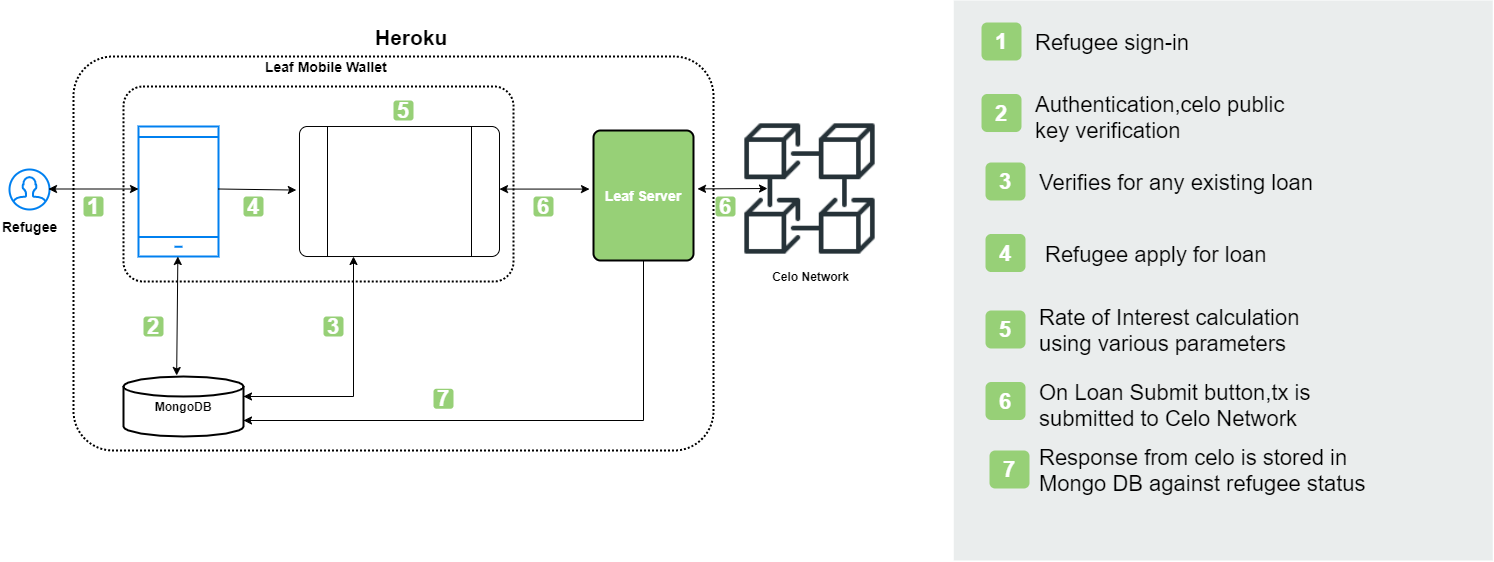 Heroku
Leaf Mobile Wallet
5
1
4
6
Leaf Server
6
Refugee
Celo Network
2
3
MongoDB
7
1 Refugee sign-in
2 Authentication,celo public
key verification
3 Verifies for any existing loan
4 Refugee apply for loan
5 Rate of Interest calculation
using various parameters
6 On Loan Submit button,tx is
submitted to Celo Network
7 Response from celo is stored in
Mongo DB against refugee status